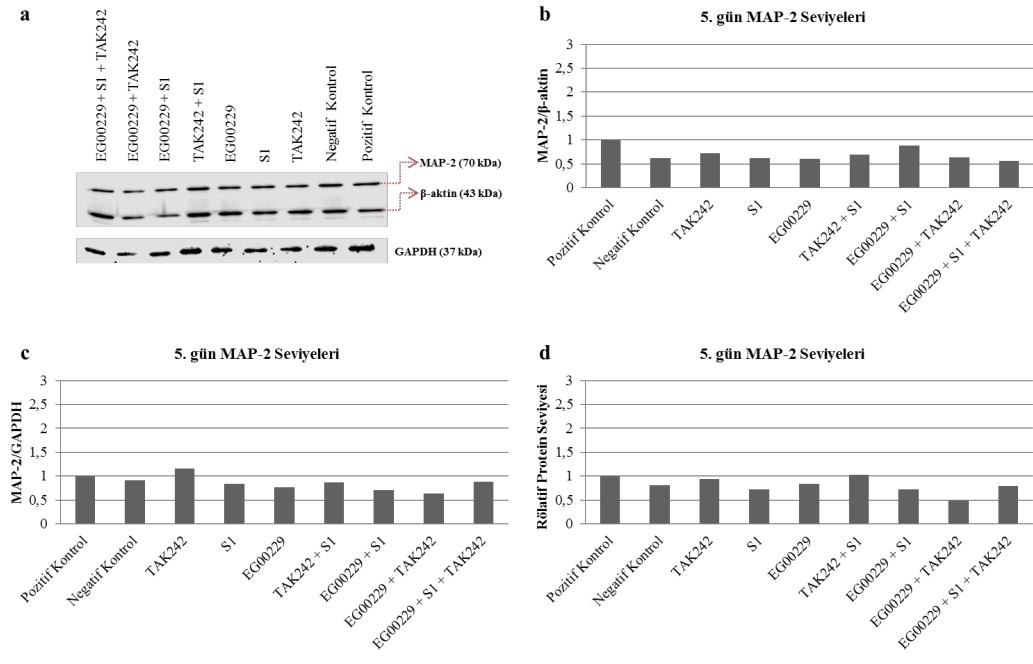 a
EG00229 + S1 + TAK242
EG00229 + TAK242
EG00229 + S1
TAK242 + S1
EG00229
S1
TAK242
Negatif Kontrol
Pozitif Kontrol
MAP-2 (70 kDa)
β-aktin (43 kDa)
GAPDH (37 kDa)
b
5. gün MAP-2 Seviyeleri
MAP-2/β-aktin
3
2,5
2
1,5
1
0,5
0
Pozitif Kontrol
Negatif Kontrol
TAK242
S1
EG00229
TAK242 + S1
EG00229 + S1
EG00229 + TAK242
EG00229 + S1 + TAK242
c
5. gün MAP-2 Seviyeleri
MAP-2/GAPDH
3
2,5
2
1,5
1
0,5
0
Pozitif Kontrol
Negatif Kontrol
TAK242
S1
EG00229
TAK242 + S1
EG00229 + S1
EG00229 + TAK242
EG00229 + S1 + TAK242
d
5. gün MAP-2 Seviyeleri
Rölatif Protein Seviyesi
3
2,5
2
1,5
1
0,5
0
Pozitif Kontrol
Negatif Kontrol
TAK242
S1
EG00229
TAK242 + S1
EG00229 + S1
EG00229 + TAK242
EG00229 + S1 + TAK242